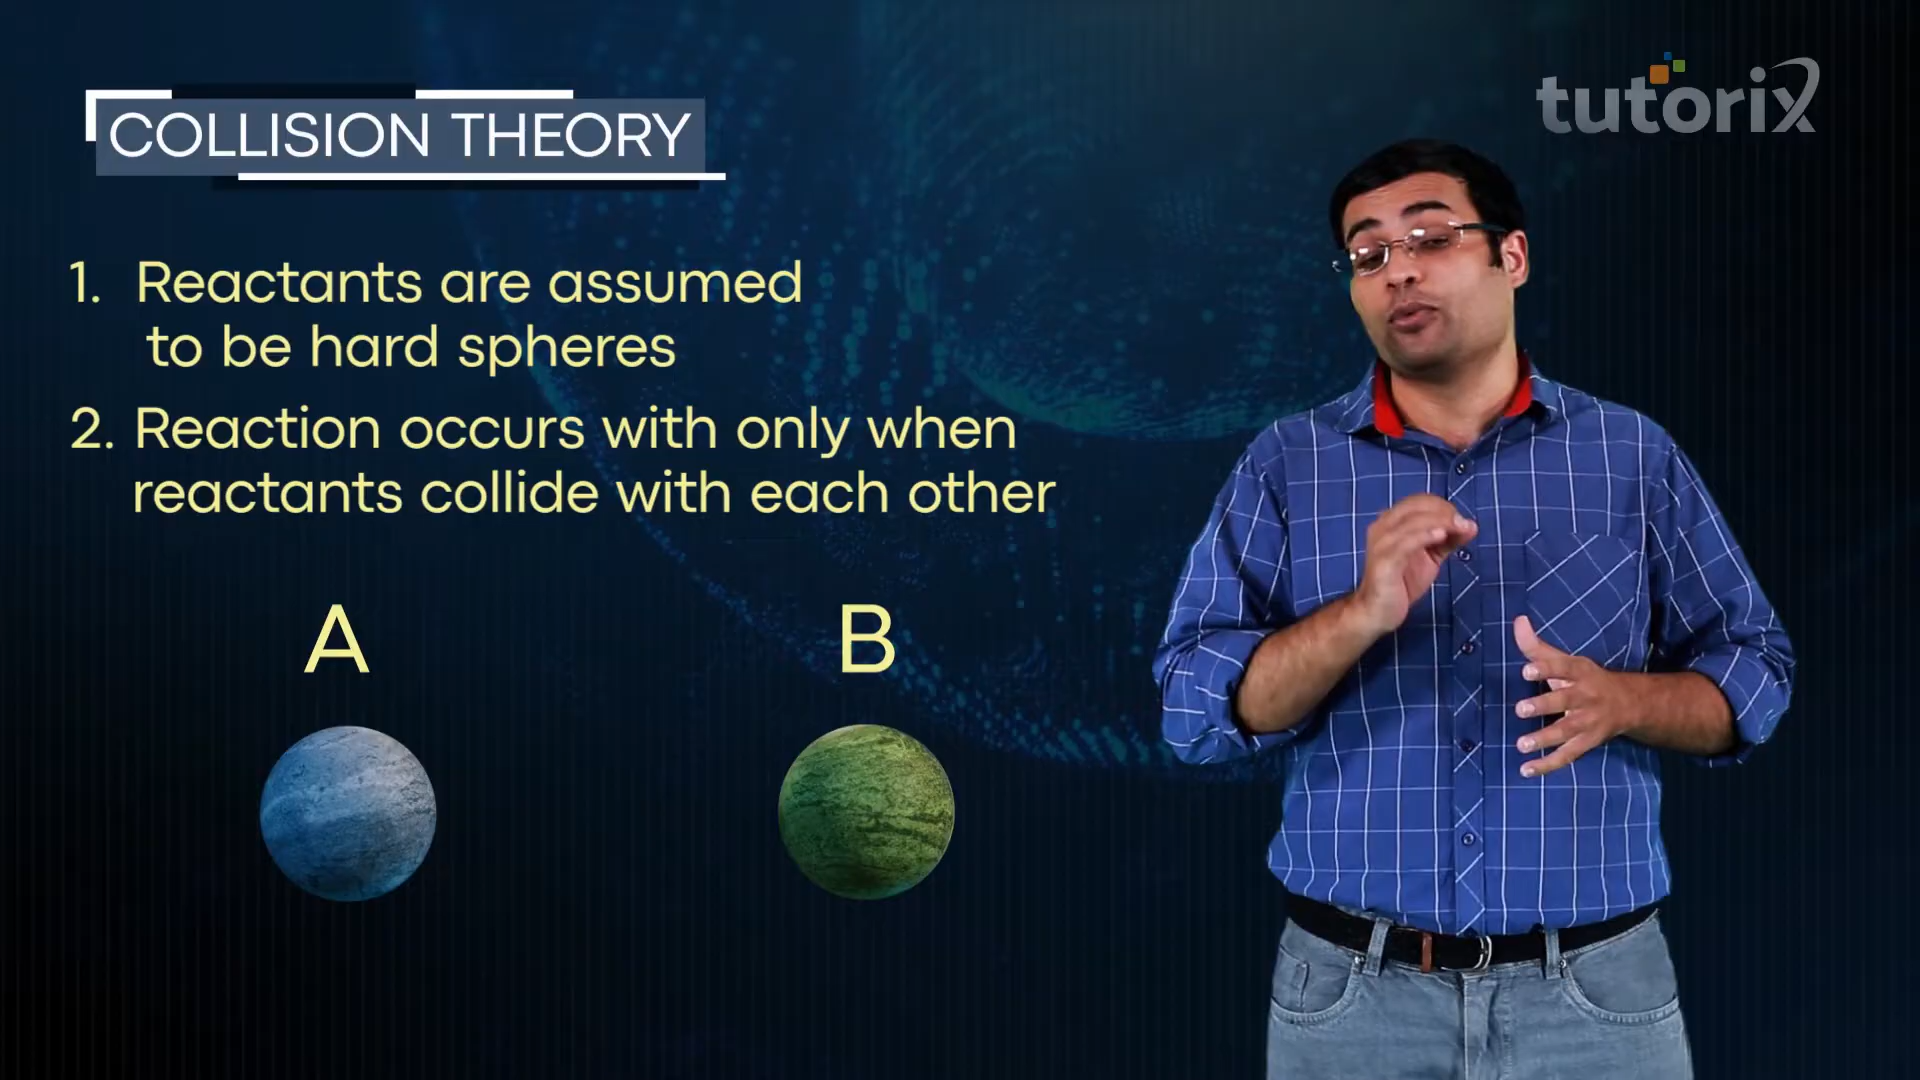 tutorix
COLLISION THEORY
1. Reactants are assumed
to be hard spheres
2. Reaction occurs with only when
reactants collide with each other
A B